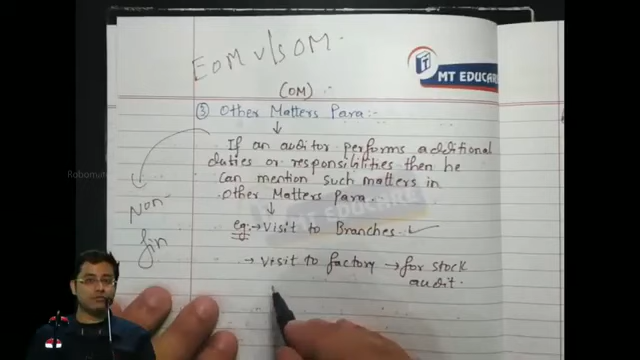 EOM v/s OM.
MT EDUCARE
(OM) :-
③ Other Matters Para:-
If an auditor performs additional
duties or responsibilities then he
can mention such matters in
Other Matters Para.
Non-
fin
eg:→ Visit to Branches. ✓
→ Visit to factory → for stock
audit.
MT EDUCARE